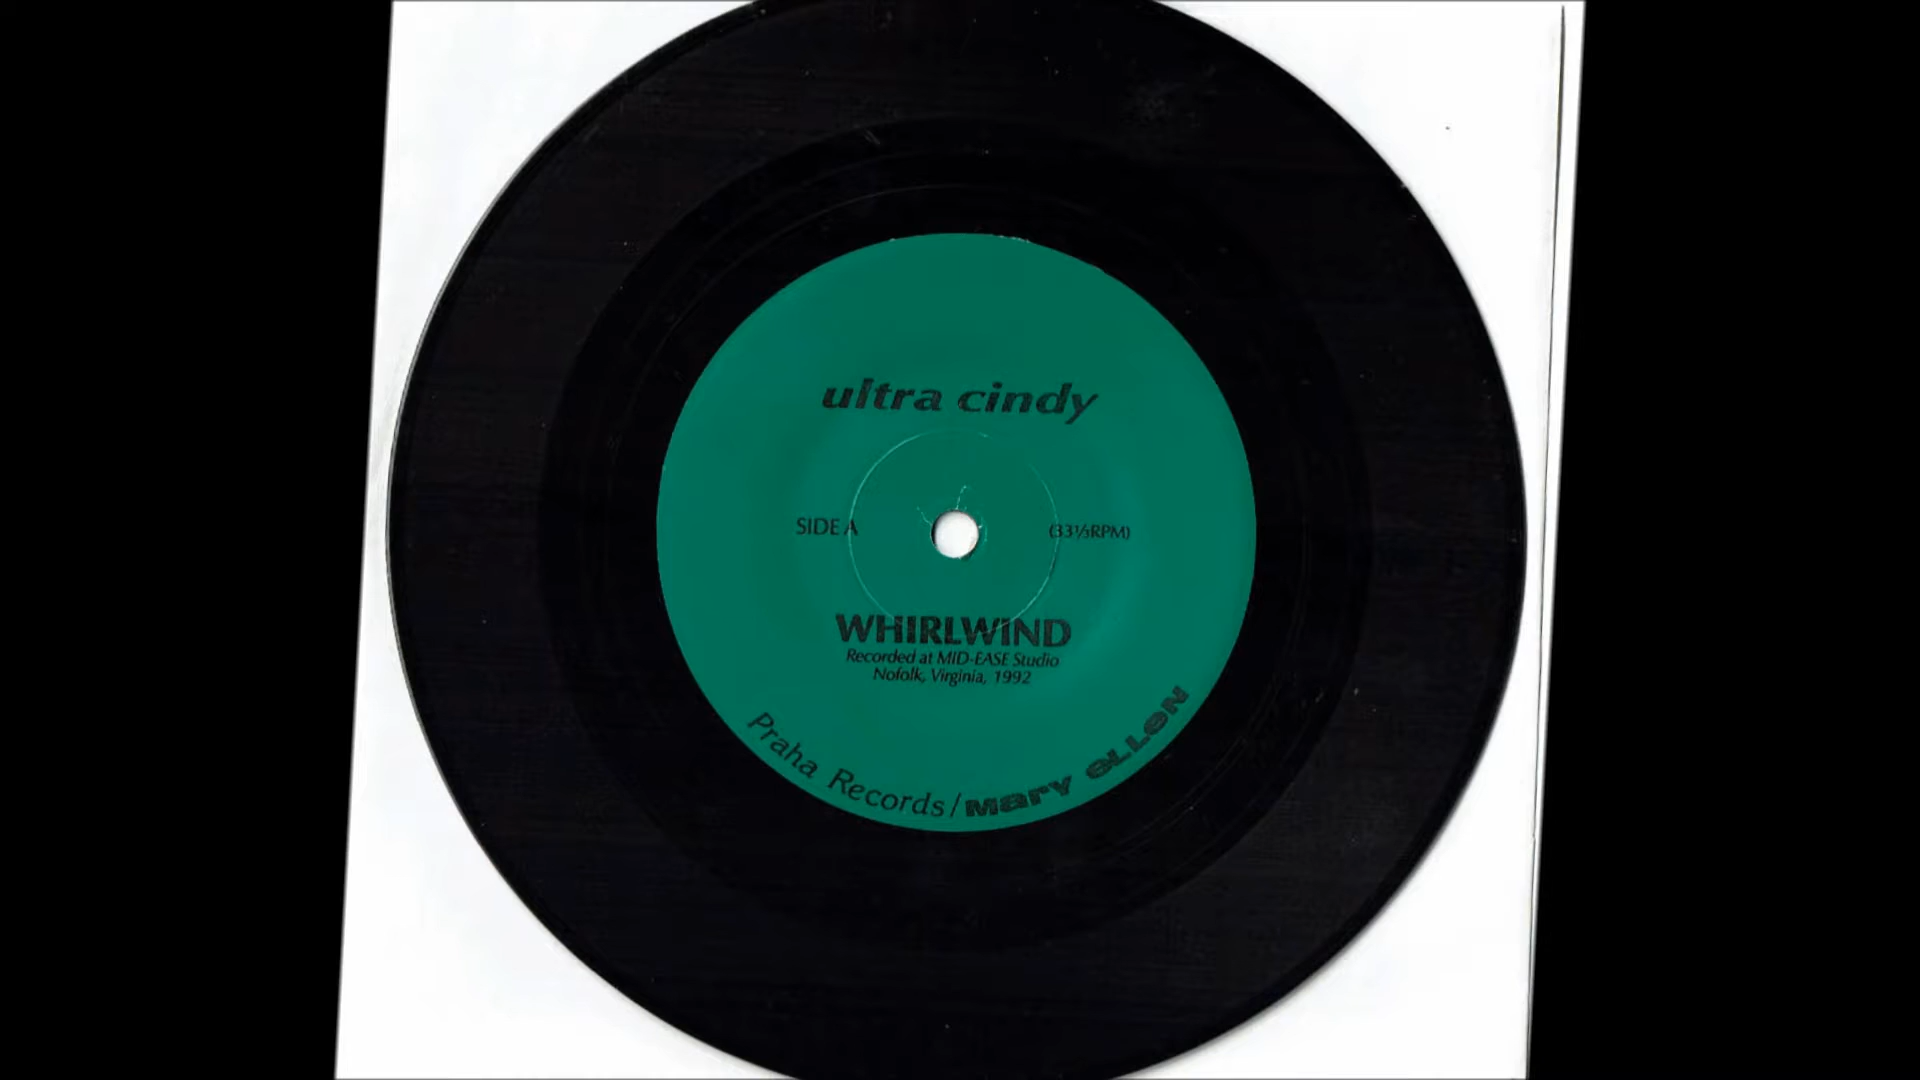 ultra cindy
SIDE A
(33⅓RPM)
WHIRLWIND
Recorded at MID-EASE Studio
Nofolk, Virginia, 1992
Praha Records/Mary eLLeN